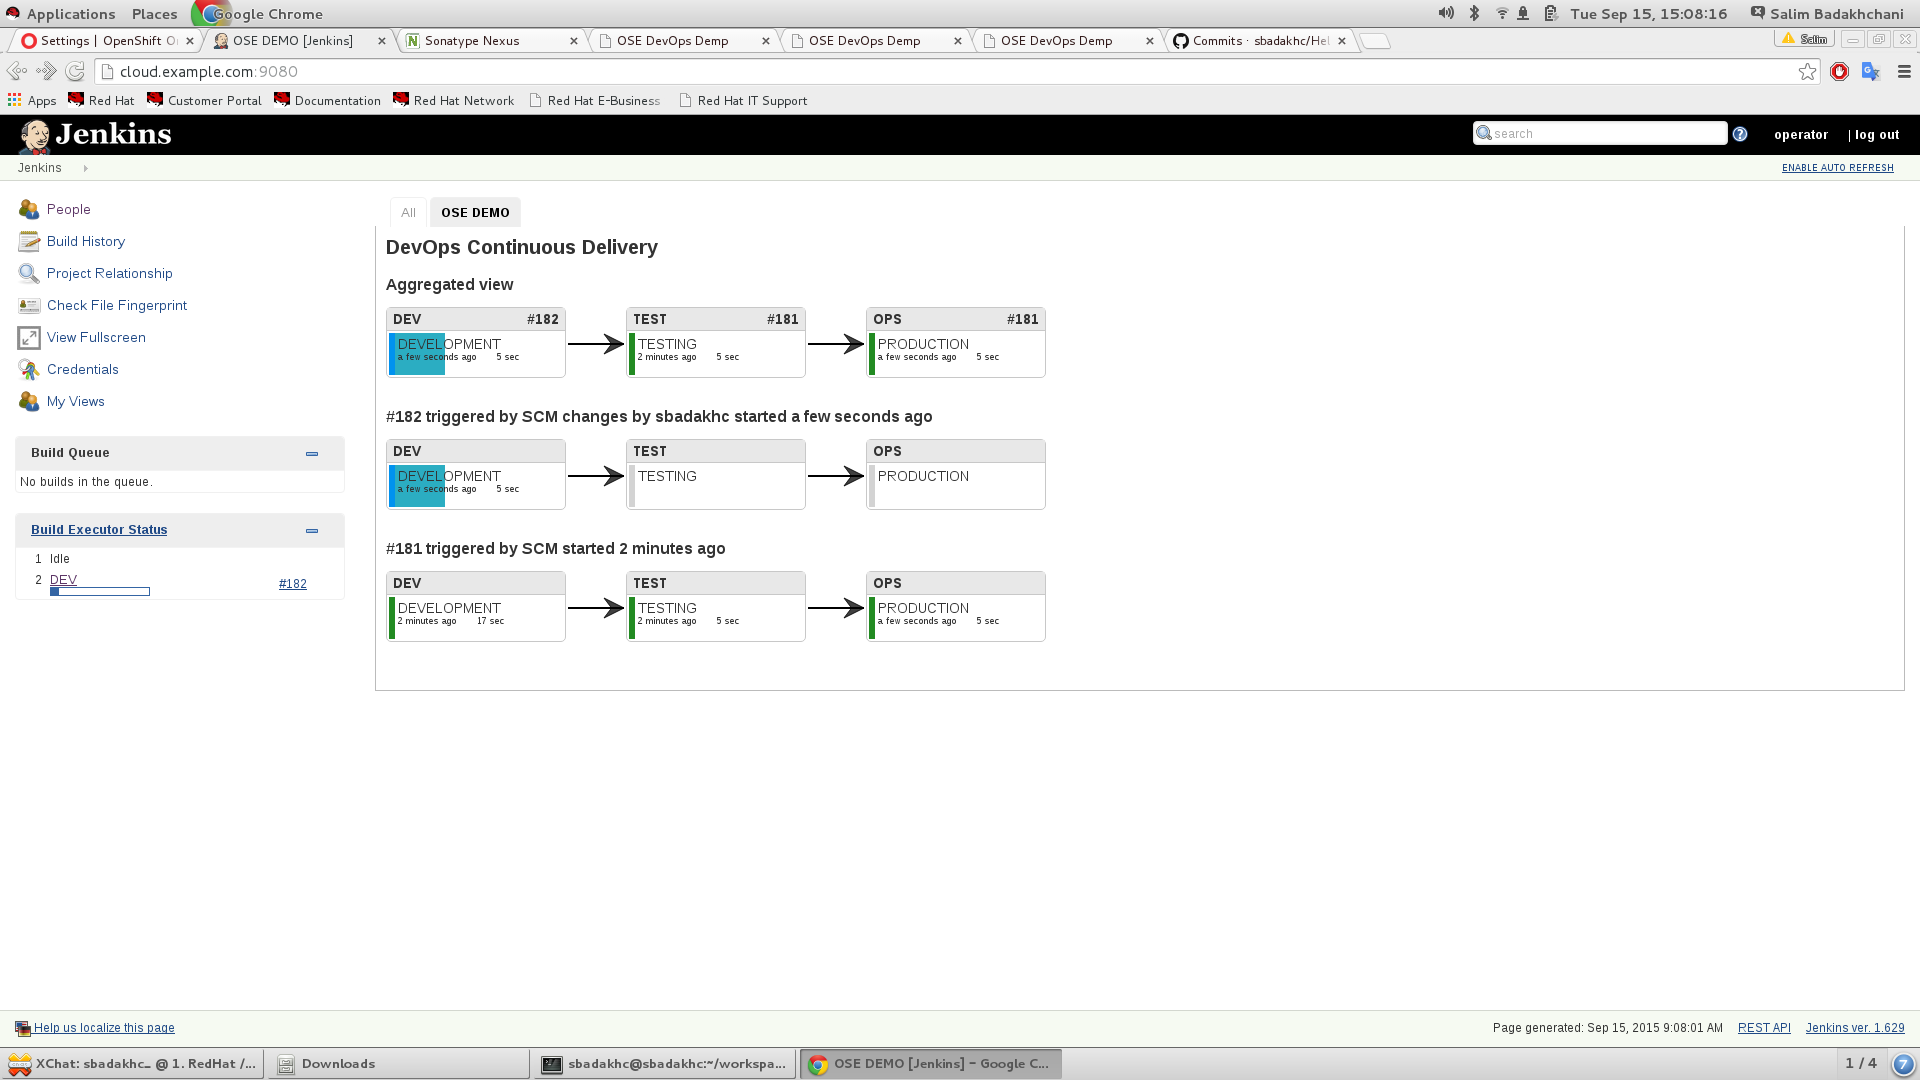 Applications Places Google Chrome Tue Sep 15, 15:08:16 Salim Badakhchani
Settings | OpenShift O OSE DEMO [Jenkins] Sonatype Nexus OSE DevOps Demp OSE DevOps Demp OSE DevOps Demp Commits · sbadakhc/Hel Salim
cloud.example.com:9080
Apps Red Hat Customer Portal Documentation Red Hat Network Red Hat E-Business Red Hat IT Support
Jenkins search operator | log out
Jenkins ENABLE AUTO REFRESH
People
Build History
Project Relationship
Check File Fingerprint
View Fullscreen
Credentials
My Views
Build Queue
No builds in the queue.
Build Executor Status
1 Idle
2 DEV #182
All OSE DEMO
DevOps Continuous Delivery
Aggregated view
DEV #182 TEST #181 OPS #181
DEVELOPMENT TESTING PRODUCTION
a few seconds ago 5 sec 2 minutes ago 5 sec a few seconds ago 5 sec
#182 triggered by SCM changes by sbadakhc started a few seconds ago
DEV TEST OPS
DEVELOPMENT TESTING PRODUCTION
a few seconds ago 5 sec
#181 triggered by SCM started 2 minutes ago
DEV TEST OPS
DEVELOPMENT TESTING PRODUCTION
2 minutes ago 17 sec 2 minutes ago 5 sec a few seconds ago 5 sec
Help us localize this page Page generated: Sep 15, 2015 9:08:01 AM REST API Jenkins ver. 1.629
XChat: sbadakhc_ @ 1. RedHat /... Downloads sbadakhc@sbadakhc:~/workspa... OSE DEMO [Jenkins] – Google C... 1 / 4 7